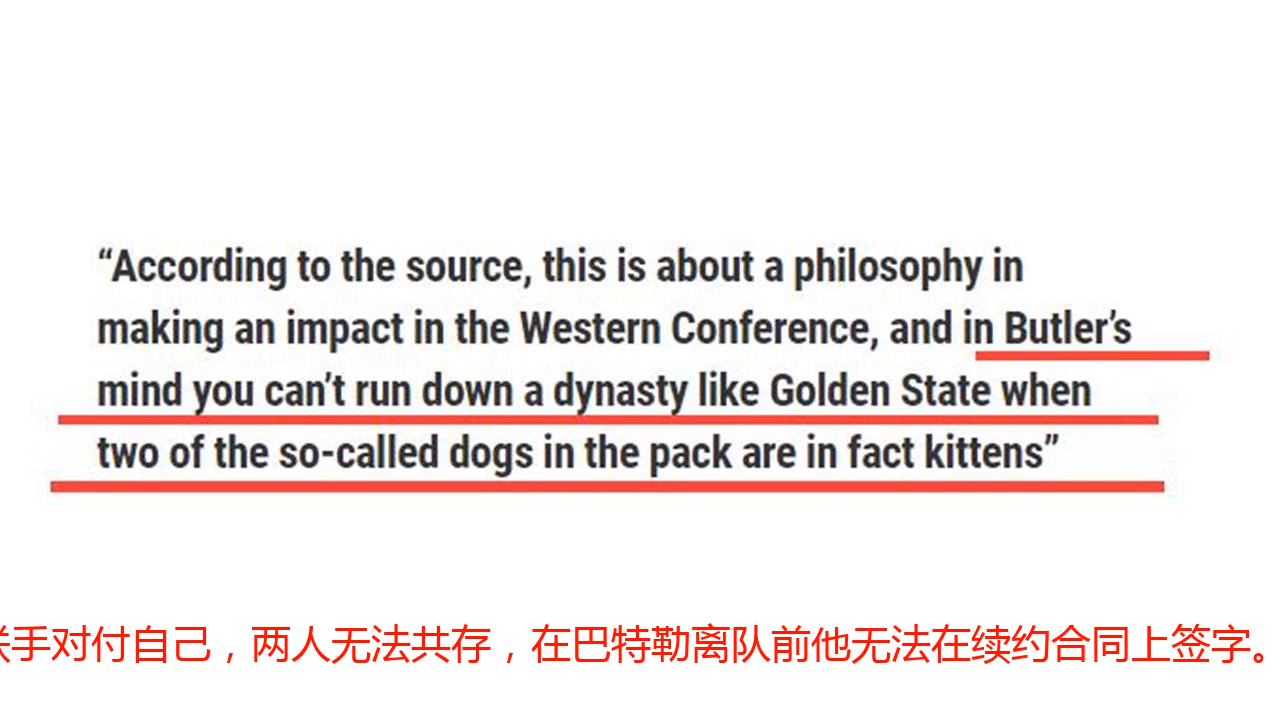 “According to the source, this is about a philosophy in
making an impact in the Western Conference, and in Butler’s
mind you can’t run down a dynasty like Golden State when
two of the so-called dogs in the pack are in fact kittens”
手对付自己，两人无法共存，在巴特勒离队前他无法在续约合同上签字。